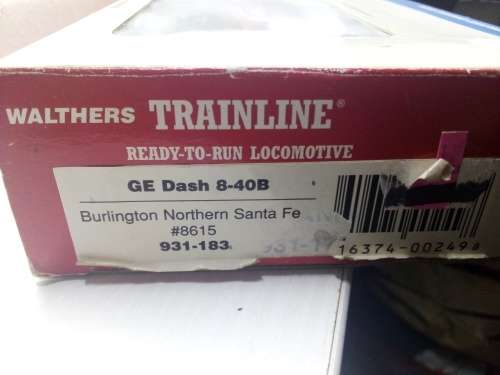 WALTHERS TRAINLINE®
READY-TO-RUN LOCOMOTIVE
GE Dash 8-40B
Burlington Northern Santa Fe
#8615
931-183
16374-00249